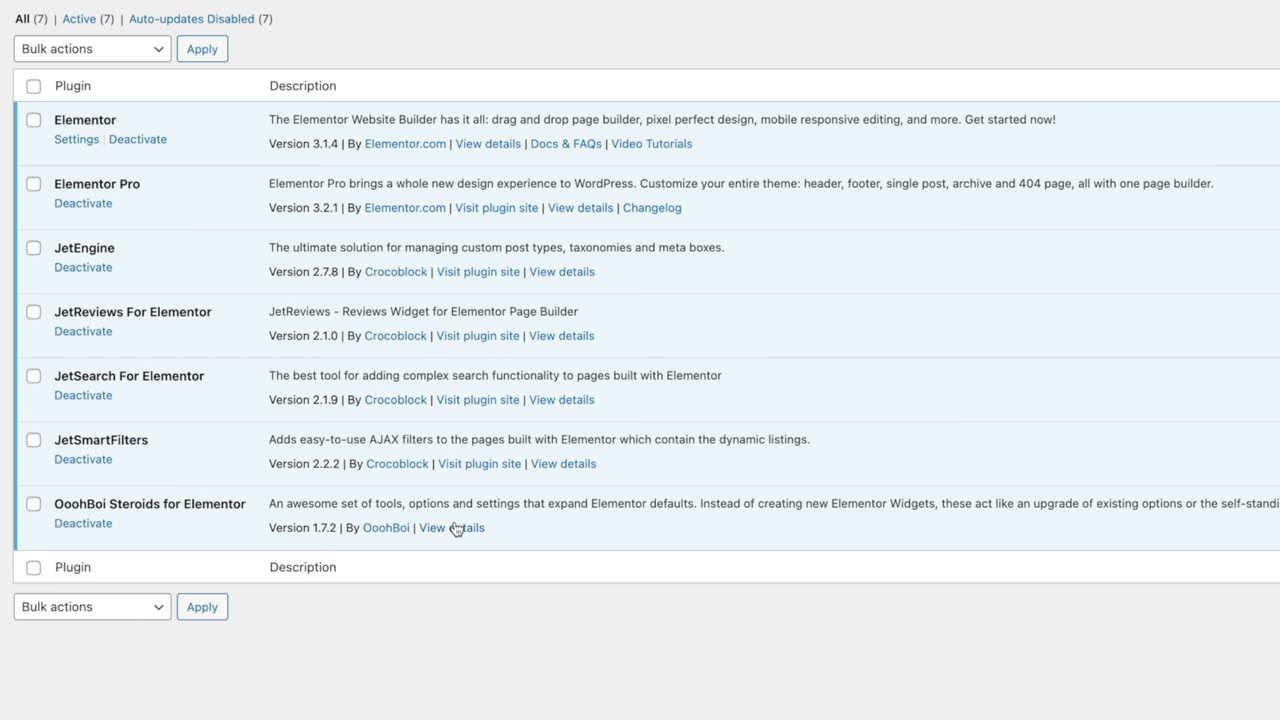 All (7) | Active (7) | Auto-updates Disabled (7)
Bulk actions Apply
Plugin Description
Elementor The Elementor Website Builder has it all: drag and drop page builder, pixel perfect design, mobile responsive editing, and more. Get started now!
Settings | Deactivate
Version 3.1.4 | By Elementor.com | View details | Docs & FAQs | Video Tutorials
Elementor Pro Elementor Pro brings a whole new design experience to WordPress. Customize your entire theme: header, footer, single post, archive and 404 page, all with one page builder.
Deactivate Version 3.2.1 | By Elementor.com | Visit plugin site | View details | Changelog
JetEngine The ultimate solution for managing custom post types, taxonomies and meta boxes.
Deactivate Version 2.7.8 | By Crocoblock | Visit plugin site | View details
JetReviews For Elementor JetReviews - Reviews Widget for Elementor Page Builder
Deactivate Version 2.1.0 | By Crocoblock | Visit plugin site | View details
JetSearch For Elementor The best tool for adding complex search functionality to pages built with Elementor
Deactivate Version 2.1.9 | By Crocoblock | Visit plugin site | View details
JetSmartFilters Adds easy-to-use AJAX filters to the pages built with Elementor which contain the dynamic listings.
Deactivate Version 2.2.2 | By Crocoblock | Visit plugin site | View details
OoohBoi Steroids for Elementor An awesome set of tools, options and settings that expand Elementor defaults. Instead of creating new Elementor Widgets, these act like an upgrade of existing options or the self-standi
Deactivate Version 1.7.2 | By OoohBoi | View details
Plugin Description
Bulk actions Apply